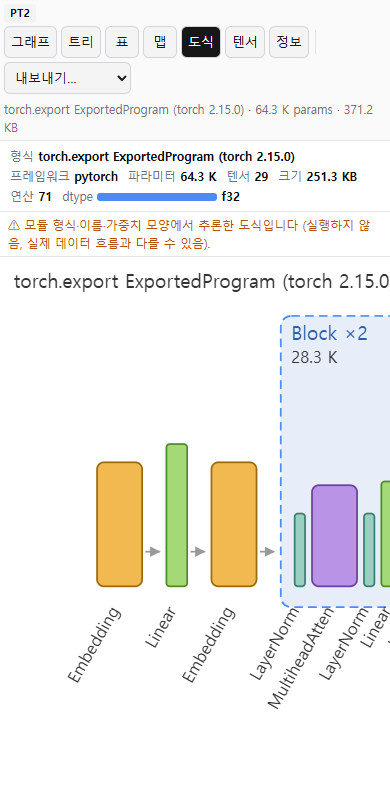 PT2
그래프 트리 표 맵 도식 텐서 정보
내보내기...
torch.export ExportedProgram (torch 2.15.0) · 64.3 K params · 371.2
KB
형식 torch.export ExportedProgram (torch 2.15.0)
프레임워크 pytorch 파라미터 64.3 K 텐서 29 크기 251.3 KB
연산 71 dtype f32
⚠ 모듈 형식·이름·가중치 모양에서 추론한 도식입니다 (실행하지 않
음, 실제 데이터 흐름과 다를 수 있음).
torch.export ExportedProgram (torch 2.15.0
Block ×2
28.3 K
Embedding
Linear
Embedding
LayerNorm
MultiheadAtten
LayerNorm
Linear